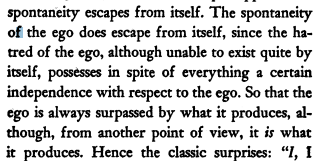 spontaneity escapes from itself. The spontaneity
of the ego does escape from itself, since the ha-
tred of the ego, although unable to exist quite by
itself, possesses in spite of everything a certain
independence with respect to the ego. So that the
ego is always surpassed by what it produces, al-
though, from another point of view, it is what
it produces. Hence the classic surprises: "I, I